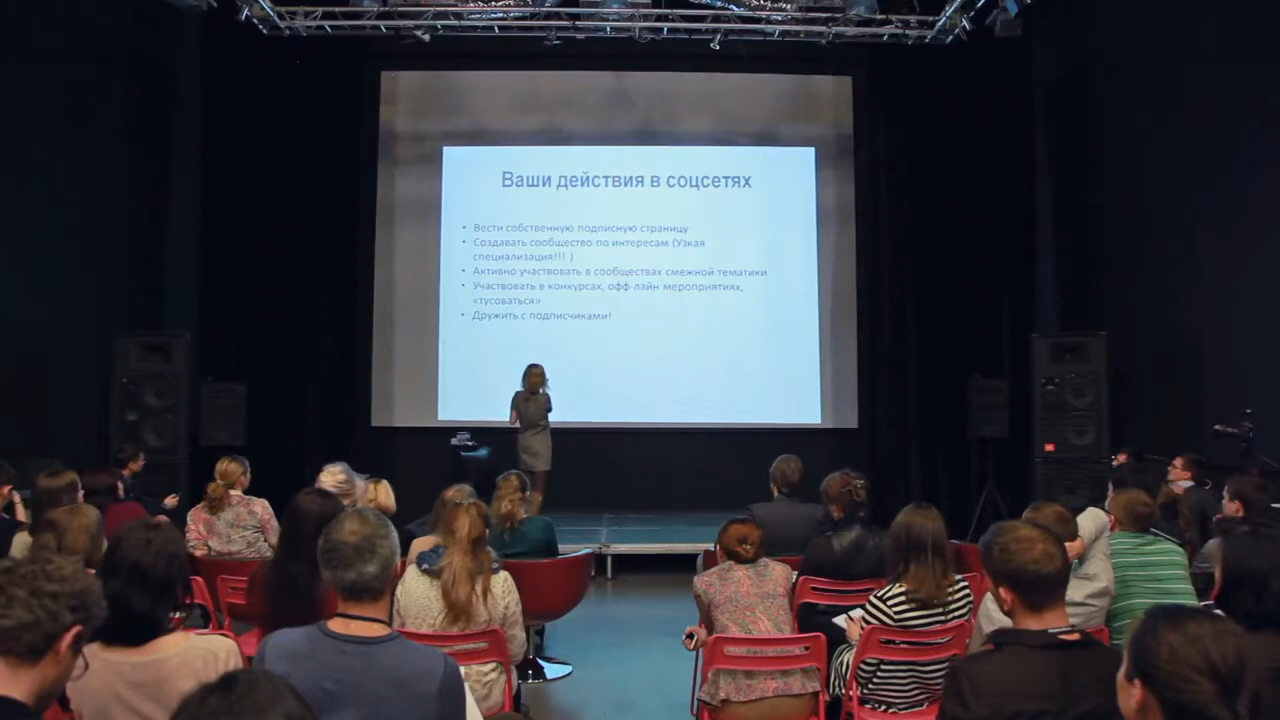 Ваши действия в соцсетях
• Вести собственную подписную страницу
• Создавать сообщество по интересам (Узкая
специализация!!! )
• Активно участвовать в сообществах смежной тематики
• Участвовать в конкурсах, офф-лайн мероприятиях,
«тусоваться»
• Дружить с подписчиками!